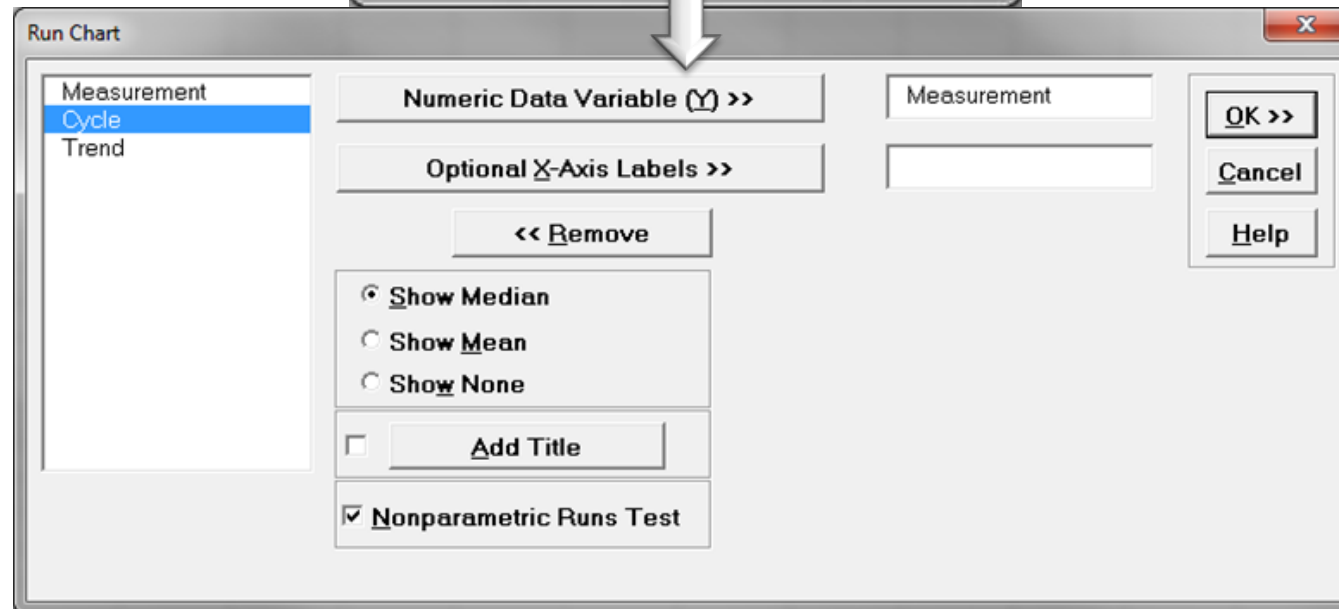 Run Chart
Measurement
Cycle
Trend
Numeric Data Variable (Y) >>
Measurement
Optional X-Axis Labels >>
<< Remove
Show Median
Show Mean
Show None
Add Title
Nonparametric Runs Test
OK >>
Cancel
Help